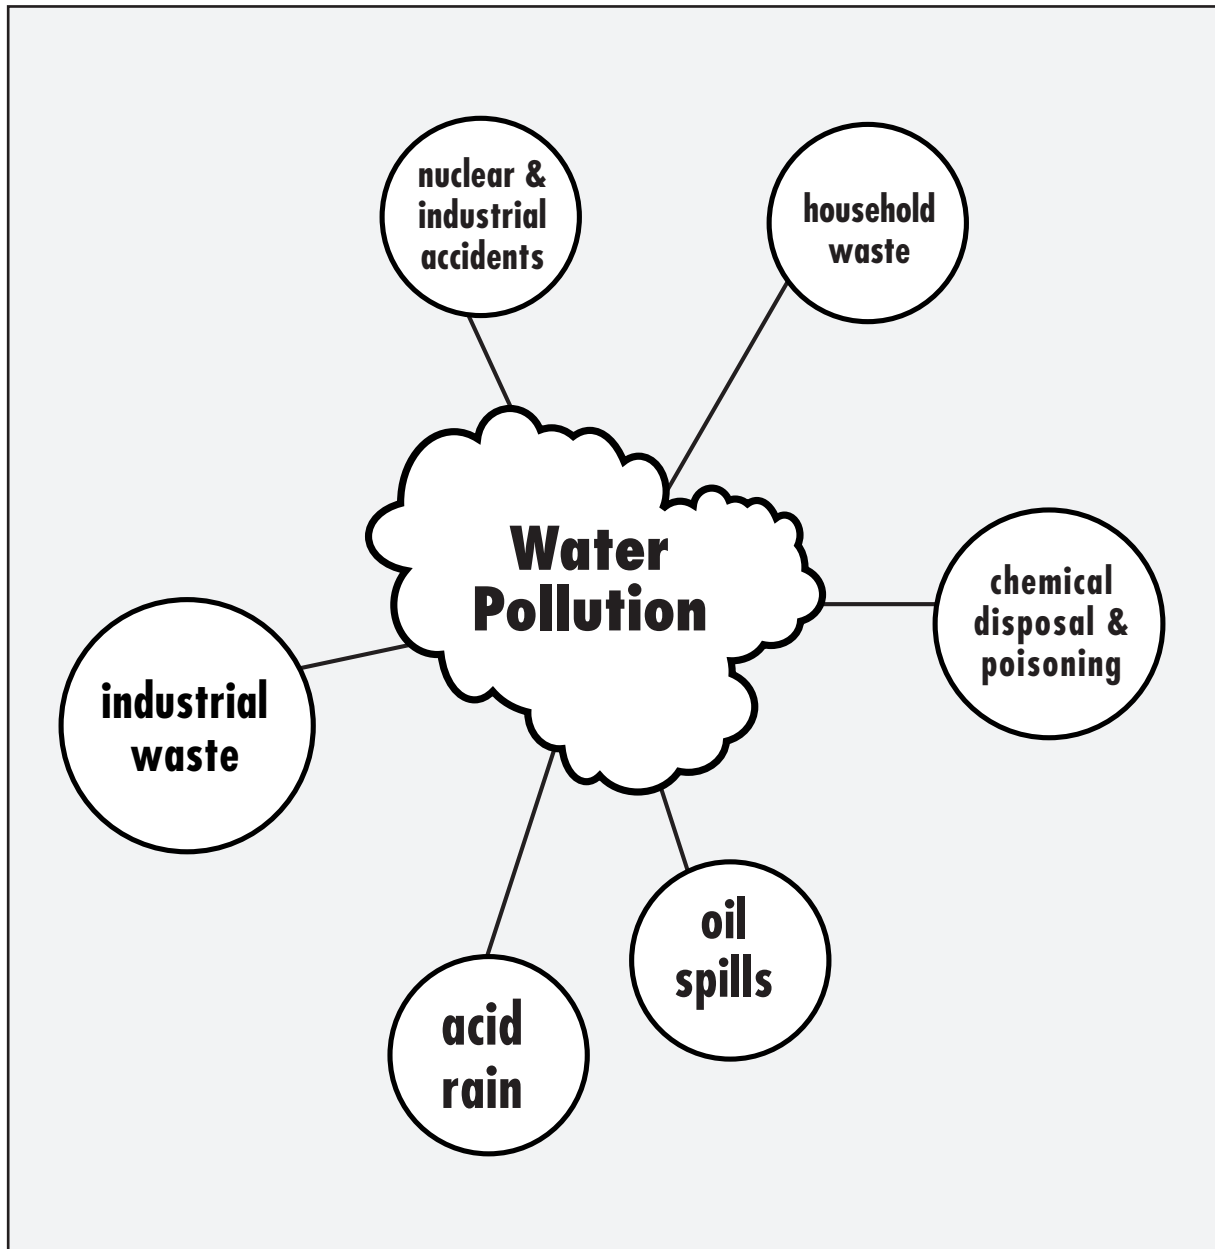 nuclear &
industrial
accidents
household
waste
Water
Pollution
chemical
disposal &
poisoning
industrial
waste
oil
spills
acid
rain